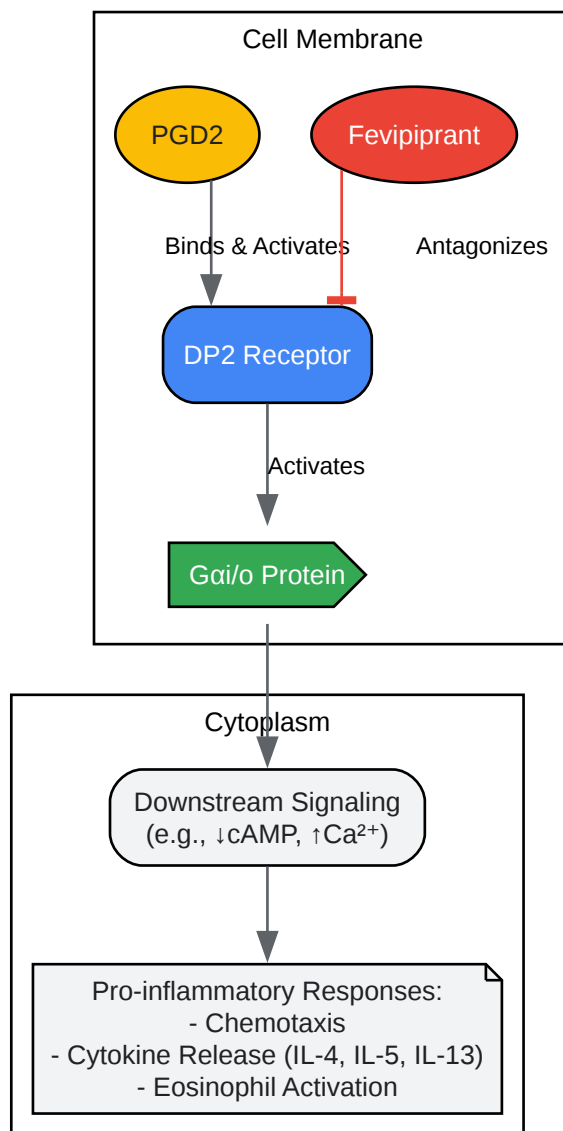 Cell Membrane
PGD2
Fevipiprant
Binds & Activates
Antagonizes
DP2 Receptor
Activates
Gαi/o Protein
Cytoplasm
Downstream Signaling
(e.g., ↓cAMP, ↑Ca²⁺)
Pro-inflammatory Responses:
- Chemotaxis
- Cytokine Release (IL-4, IL-5, IL-13)
- Eosinophil Activation